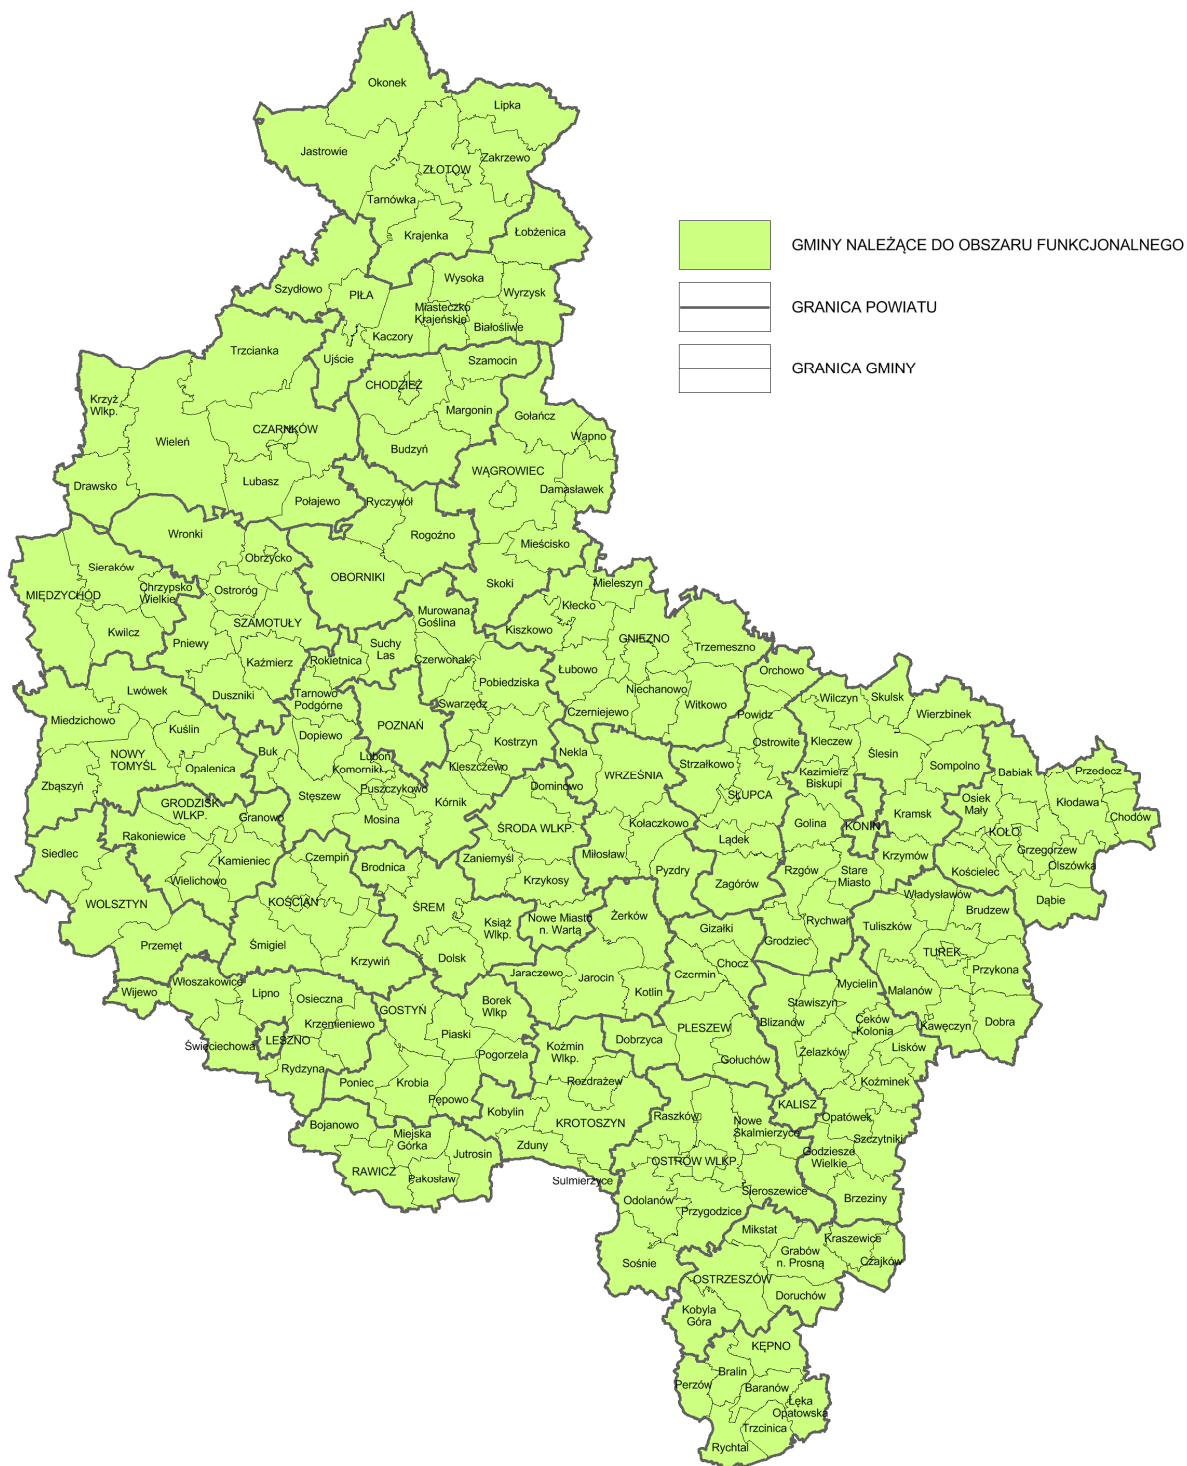 Okonek
Lipka
Jastrowie
Zakrzewo
ZŁOTÓW
Tarnówka
Krajenka
Łobżenica
GMINY NALEŻĄCE DO OBSZARU FUNKCJONALNEGO
GRANICA POWIATU
GRANICA GMINY
Szydłowo
PIŁA
Wysoka
Wyrzysk
Miasteczko
Krajeńskie
Białośliwe
Kaczory
Trzcianka
Ujście
Szamocin
CHODZIEŻ
Krzyż
Wlkp.
Margonin
Gołańcz
Wieleń
CZARNKÓW
Budzyń
Wapno
Drawsko
Lubasz
Połajewo
Ryczywół
WĄGROWIEC
Damasławek
Wronki
Rogoźno
Mieścisko
Obrzycko
Sieraków
OBORNIKI
Skoki
Mieleszyn
MIĘDZYCHÓD
Chrzypsko
Wielkie
Ostroróg
Murowana
Goślina
Kłecko
SZAMOTUŁY
Kiszkowo
GNIEZNO
Kwilcz
Pniewy
Suchy
Las
Trzemeszno
Kaźmierz
Rokietnica
Czerwonak
Łubowo
Orchowo
Pobiedziska
Lwówek
Duszniki
Tarnowo
Podgórne
Swarzędz
Niechanowo
Witkowo
Wilczyn
Skulsk
Miedzichowo
POZNAŃ
Czerniejewo
Powidz
Wierzbinek
Kuślin
Dopiewo
Kostrzyn
Nekla
Ostrowite
Kleczew
Ślesin
NOWY
TOMYŚL
Buk
Luboń
Komorniki
Kleszczewo
WRZEŚNIA
Strzałkowo
Sompolno
Opalenica
Kazimierz
Biskupi
Babiak
Przedecz
Zbąszyń
Stęszew
Puszczykowo
Dominowo
SŁUPCA
GRODZISK
WLKP.
Granowo
Kórnik
Osiek
Mały
Kłodawa
Mosina
Kołaczkowo
Golina
Kramsk
Chodów
ŚRODA WLKP.
KONIN
KOŁO
Rakoniewice
Lądek
Siedlec
Czempiń
Brodnica
Zaniemyśl
Miłosław
Krzymów
Grzegorzew
Kamieniec
Pyzdry
Rzgów
Stare
Miasto
Kościelec
Olszówka
Wielichowo
Krzykosy
Zagórów
WOLSZTYN
KOŚCIAN
ŚREM
Władysławów
Dąbie
Książ
Wlkp.
Nowe Miasto
n. Wartą
Żerków
Rychwał
Brudzew
Przemęt
Śmigiel
Gizałki
Grodziec
Tuliszków
Krzywiń
Dolsk
TUREK
Chocz
Włoszakowice
Jaraczewo
Jarocin
Czermin
Przykona
Wijewo
Lipno
Osieczna
Kotlin
Mycielin
Malanów
Borek
Wlkp
Stawiszyn
GOSTYŃ
Krzemieniewo
Blizanów
Ceków
Kolonia
Kawęczyn
Dobra
Piaski
PLESZEW
Święciechowa
LESZNO
Koźmin
Wlkp.
Dobrzyca
Lisków
Pogorzela
Żelazków
Rydzyna
Gołuchów
Poniec
Krobia
Rozdrażew
Koźminek
Pępowo
KALISZ
Kobylin
Raszków
Opatówek
Bojanowo
KROTOSZYN
Nowe
Skalmierzyce
Miejska
Górka
Zduny
Szczytniki
Jutrosin
Godziesze
Wielkie
RAWICZ
OSTRÓW WLKP.
Pakosław
Sulmierzyce
Sieroszewice
Odolanów
Brzeziny
Przygodzice
Mikstat
Kraszewice
Sośnie
Grabów
n. Prosną
Czajków
OSTRZESZÓW
Doruchów
Kobyla
Góra
KĘPNO
Bralin
Perzów
Baranów
Łęka
Opatowska
Trzcinica
Rychtal